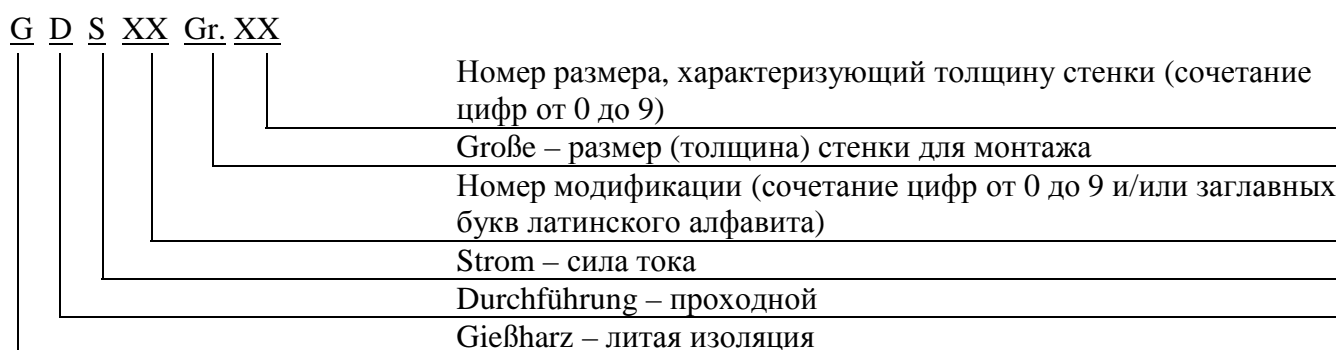 G D S XX Gr. XX
Номер размера, характеризующий толщину стенки (сочетание
цифр от 0 до 9)
Große – размер (толщина) стенки для монтажа
Номер модификации (сочетание цифр от 0 до 9 и/или заглавных
букв латинского алфавита)
Strom – сила тока
Durchführung – проходной
Gießharz – литая изоляция